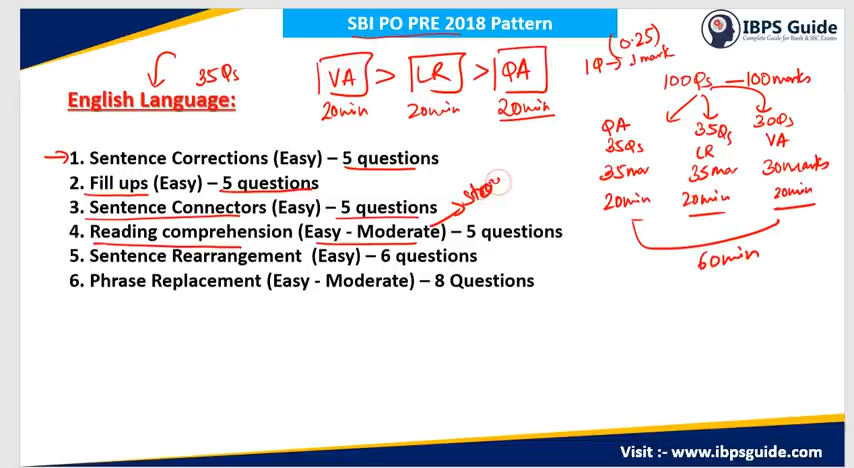 SBI PO PRE 2018 Pattern
IBPS Guide
Complete Guide for Bank & SSC Exams
35Qs
English Language:
VA > LR > QA
20min 20min 20min
(0.25)
1Q → 1 mark
100Qs — 100marks
QA 35Qs 30Qs
35Qs LR VA
35mar 35mar 30marks
20min 20min 20min
60min
1. Sentence Corrections (Easy) – 5 questions
2. Fill ups (Easy) – 5 questions
3. Sentence Connectors (Easy) – 5 questions
4. Reading comprehension (Easy - Moderate) – 5 questions
5. Sentence Rearrangement (Easy) – 6 questions
6. Phrase Replacement (Easy - Moderate) – 8 Questions
Visit :- www.ibpsguide.com